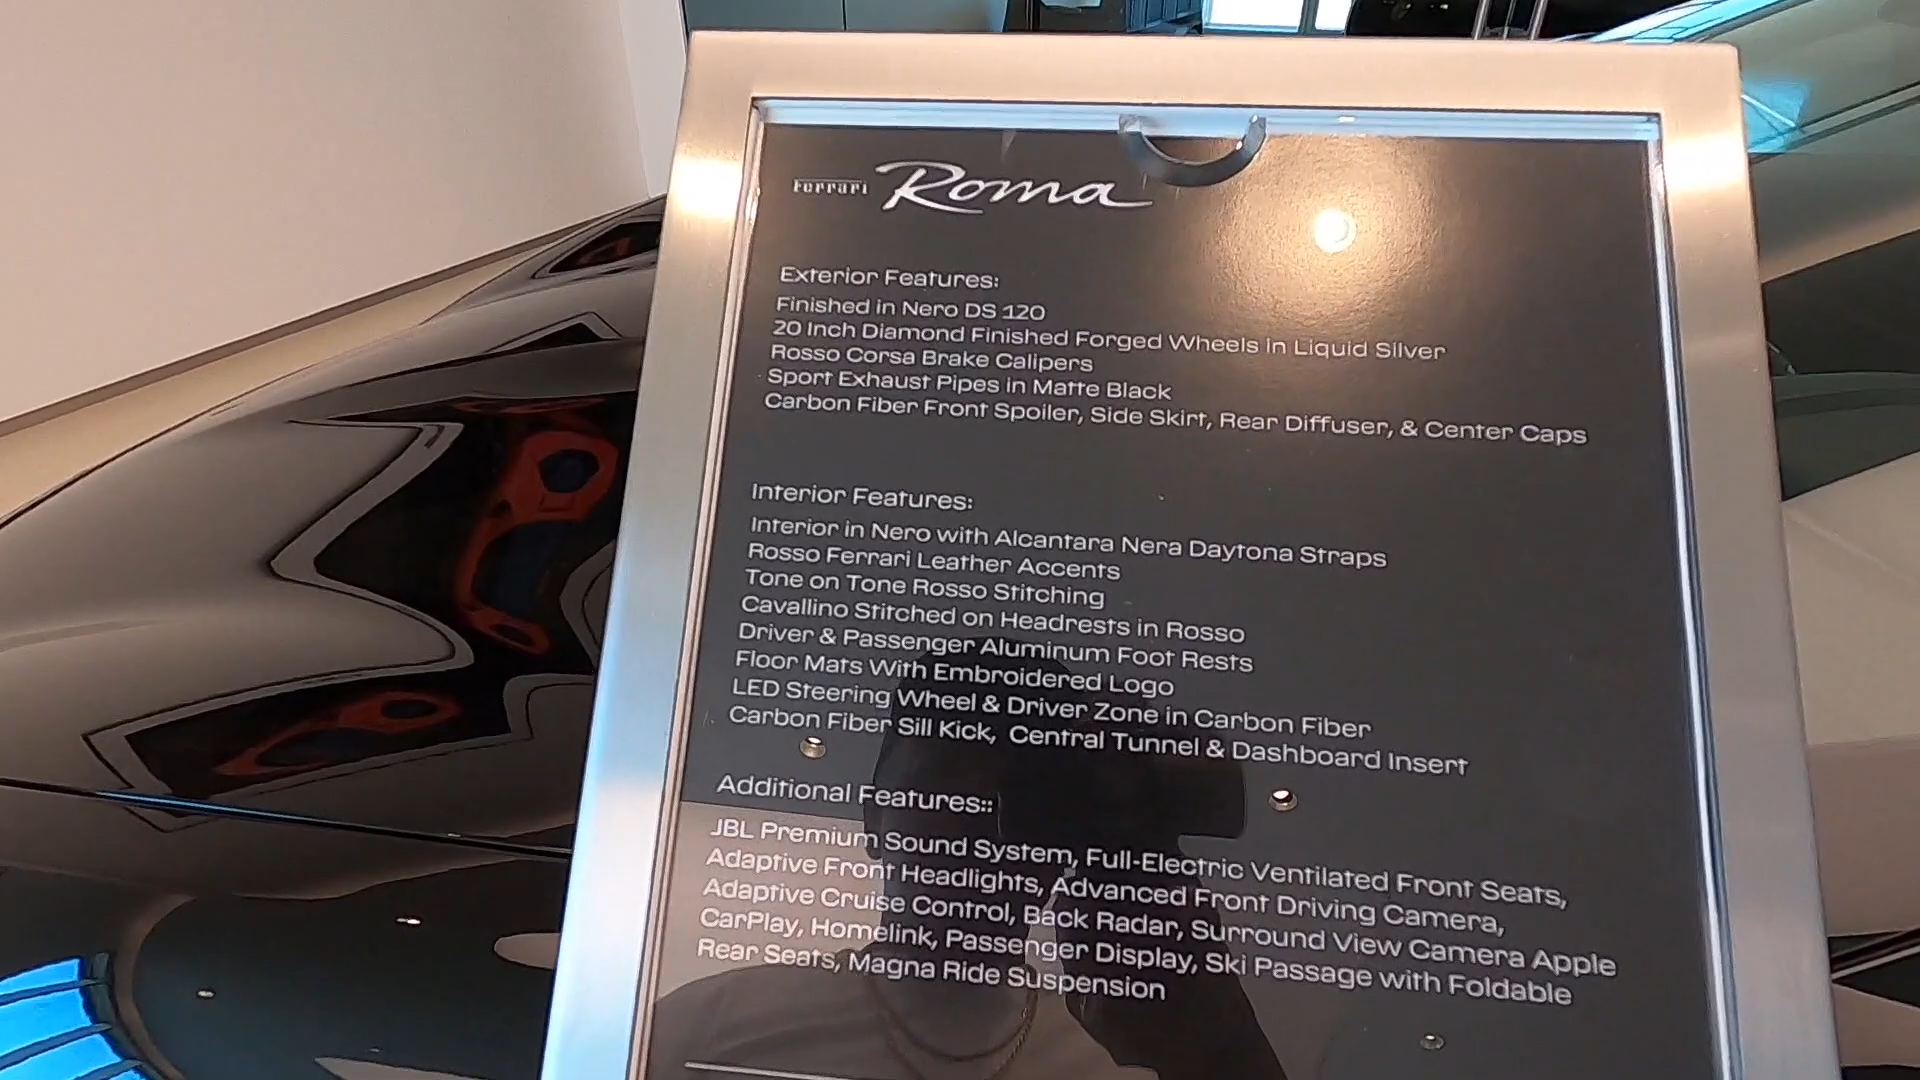 Ferrari Roma
Exterior Features:
Finished in Nero DS 120
20 Inch Diamond Finished Forged Wheels in Liquid Silver
Rosso Corsa Brake Calipers
Sport Exhaust Pipes in Matte Black
Carbon Fiber Front Spoiler, Side Skirt, Rear Diffuser, & Center Caps
Interior Features:
Interior in Nero with Alcantara Nera Daytona Straps
Rosso Ferrari Leather Accents
Tone on Tone Rosso Stitching
Cavallino Stitched on Headrests in Rosso
Driver & Passenger Aluminum Foot Rests
Floor Mats With Embroidered Logo
LED Steering Wheel & Driver Zone in Carbon Fiber
Carbon Fiber Sill Kick, Central Tunnel & Dashboard Insert
Additional Features::
JBL Premium Sound System, Full-Electric Ventilated Front Seats,
Adaptive Front Headlights, Advanced Front Driving Camera,
Adaptive Cruise Control, Back Radar, Surround View Camera Apple
CarPlay, Homelink, Passenger Display, Ski Passage with Foldable
Rear Seats, Magna Ride Suspension